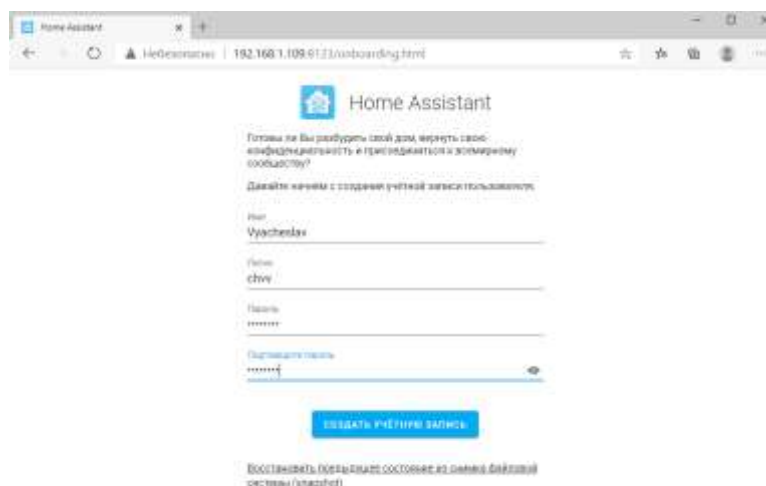 Home Assistant
Небезопасно | 192.168.1.109:8123/onboarding.html
Home Assistant
Готовы ли Вы разбудить свой дом, вернуть свою
конфиденциальность и присоединиться к всемирному
сообществу?
Давайте начнём с создания учётной записи пользователя.
Имя
Vyacheslav
Логин
chvv
Пароль
••••••••
Подтвердите пароль
••••••••
СОЗДАТЬ УЧЁТНУЮ ЗАПИСЬ
Восстановить предыдущее состояние из снимка файловой
системы (snapshot)